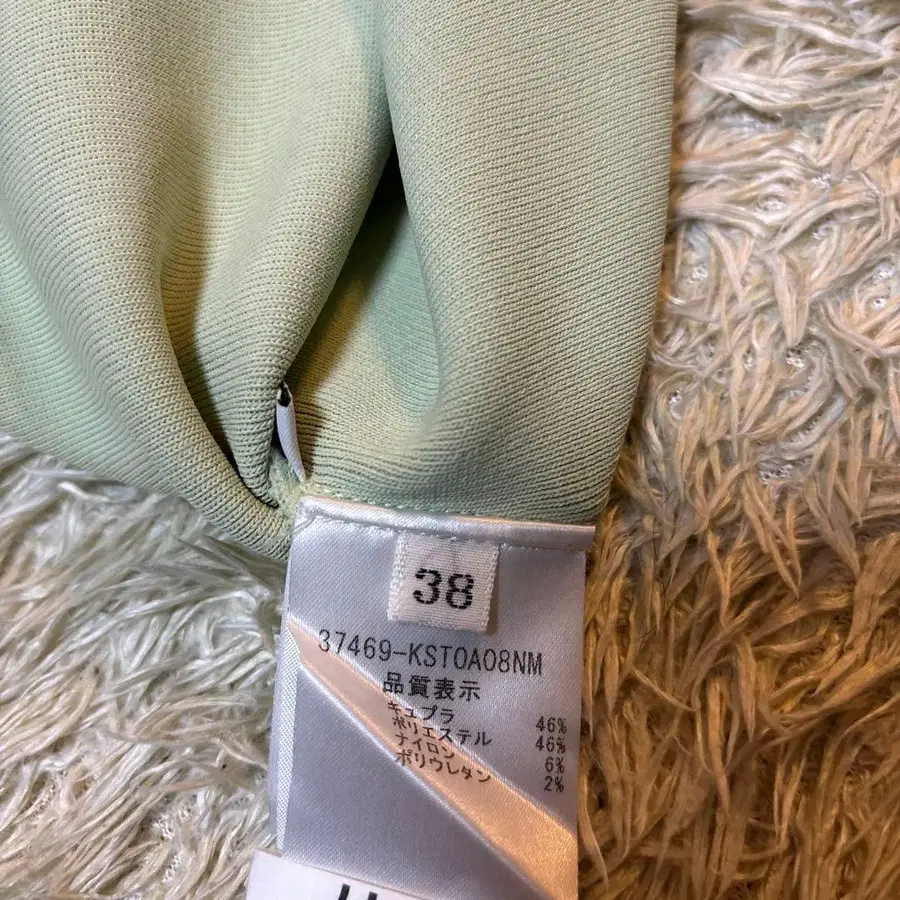 38
37469-KST0A08NM
品質表示
キュプラ 46%
ポリエステル 46%
ナイロン 6%
ポリウレタン 2%